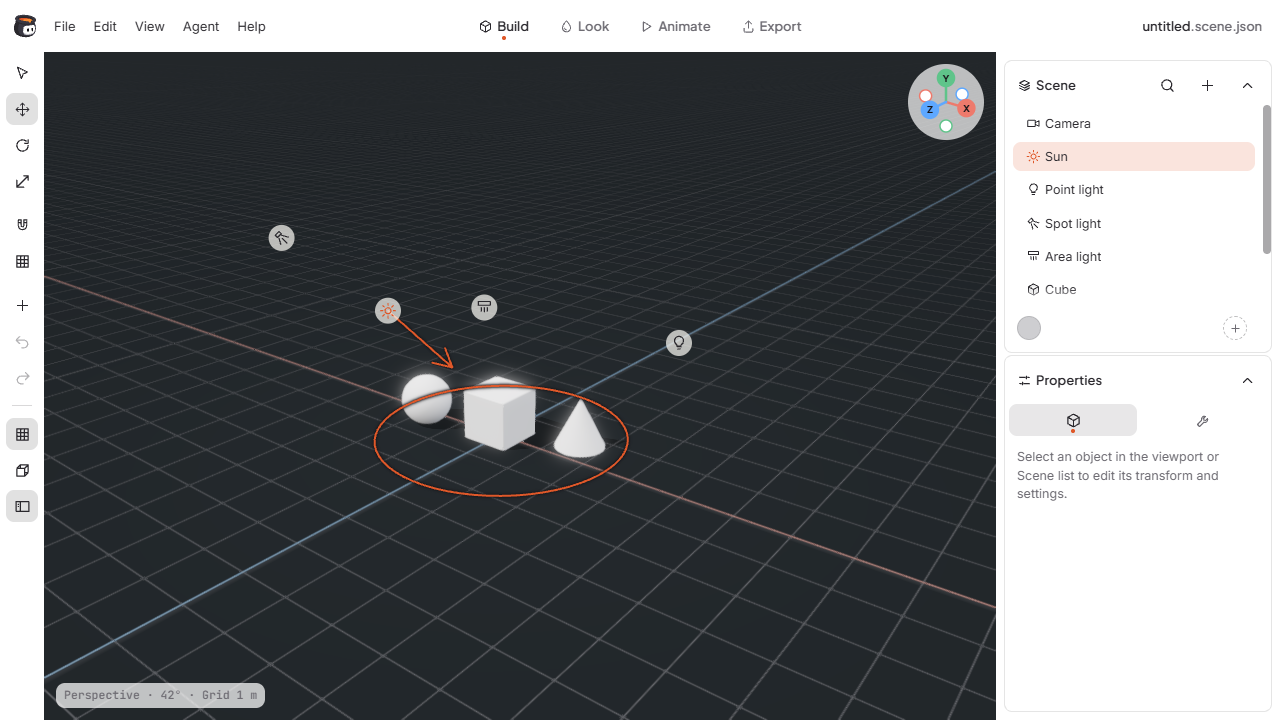 File Edit View Agent Help
Build Look Animate Export
untitled.scene.json
Y
Z
X
Scene
Camera
Sun
Point light
Spot light
Area light
Cube
Properties
Select an object in the viewport or
Scene list to edit its transform and
settings.
Perspective · 42° · Grid 1 m